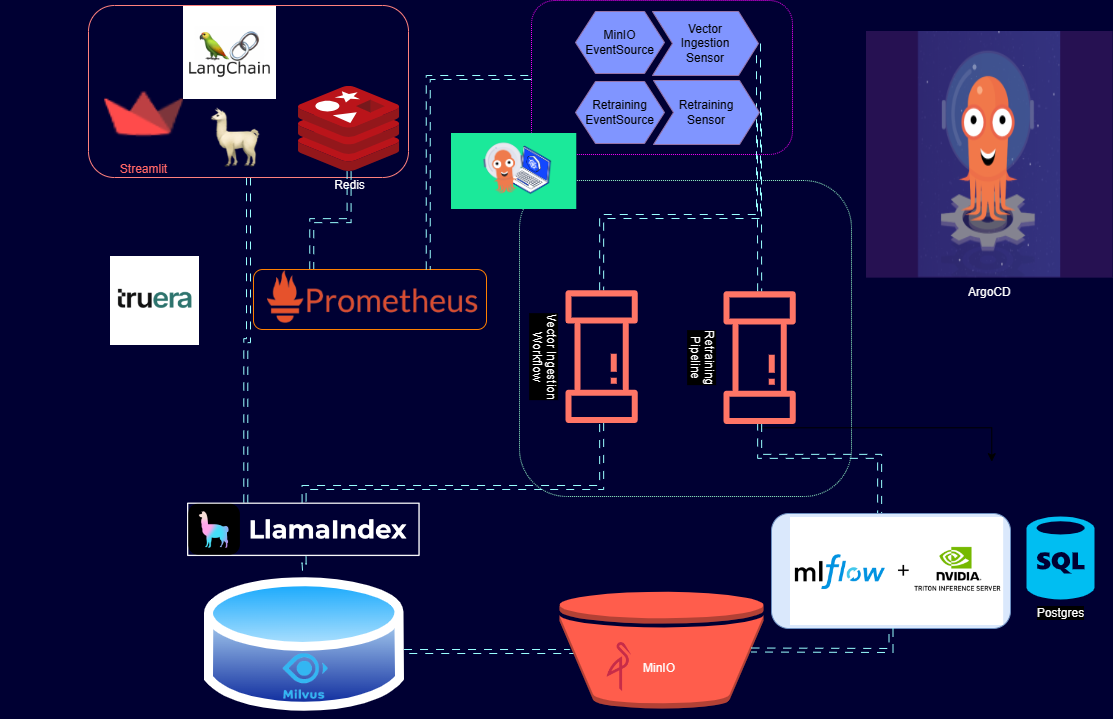 LangChain
Streamlit
Redis
MinIO
EventSource
Vector
Ingestion
Sensor
Retraining
EventSource
Retraining
Sensor
ArgoCD
truera
Prometheus
Vector Ingestion
Workflow
Retraining
Pipeline
LlamaIndex
Milvus
MinIO
mlflow
+
NVIDIA.
TRITON INFERENCE SERVER
SQL
Postgres